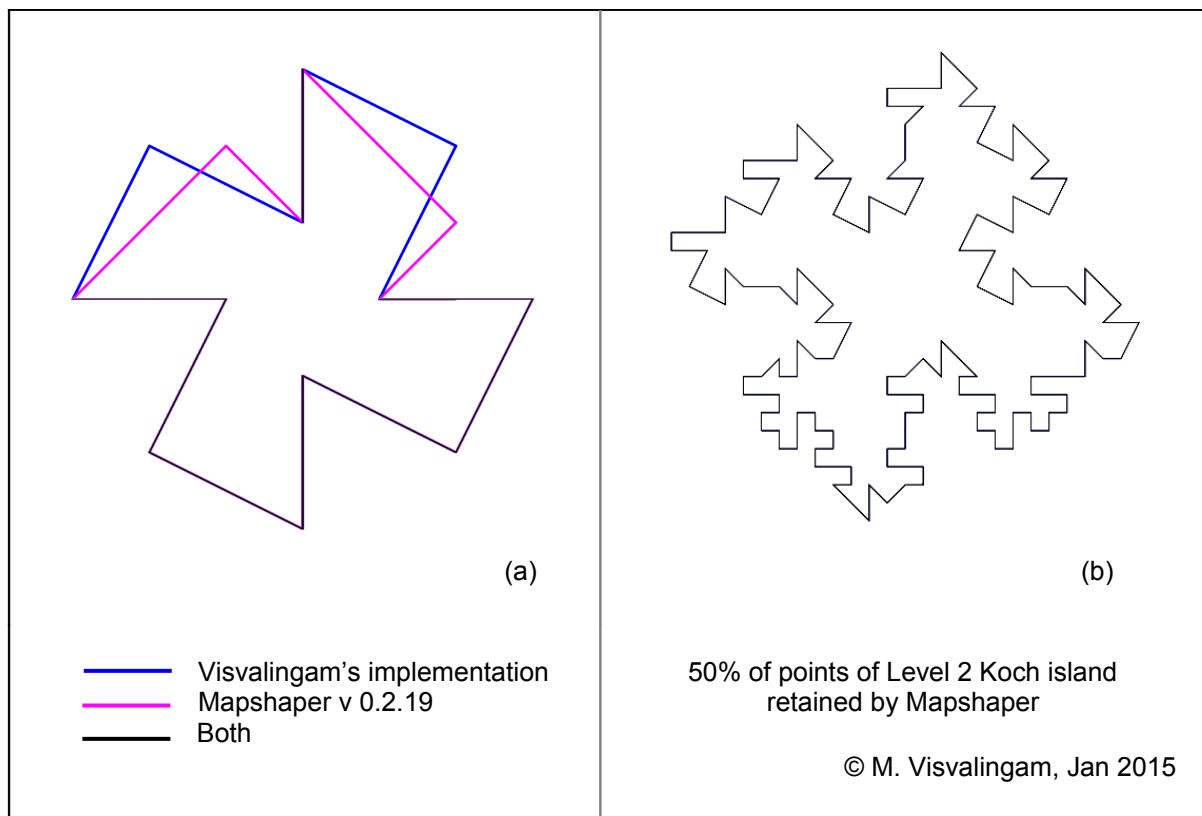 (a)
(b)
Visvalingam’s implementation
Mapshaper v 0.2.19
Both
50% of points of Level 2 Koch island
retained by Mapshaper
© M. Visvalingam, Jan 2015